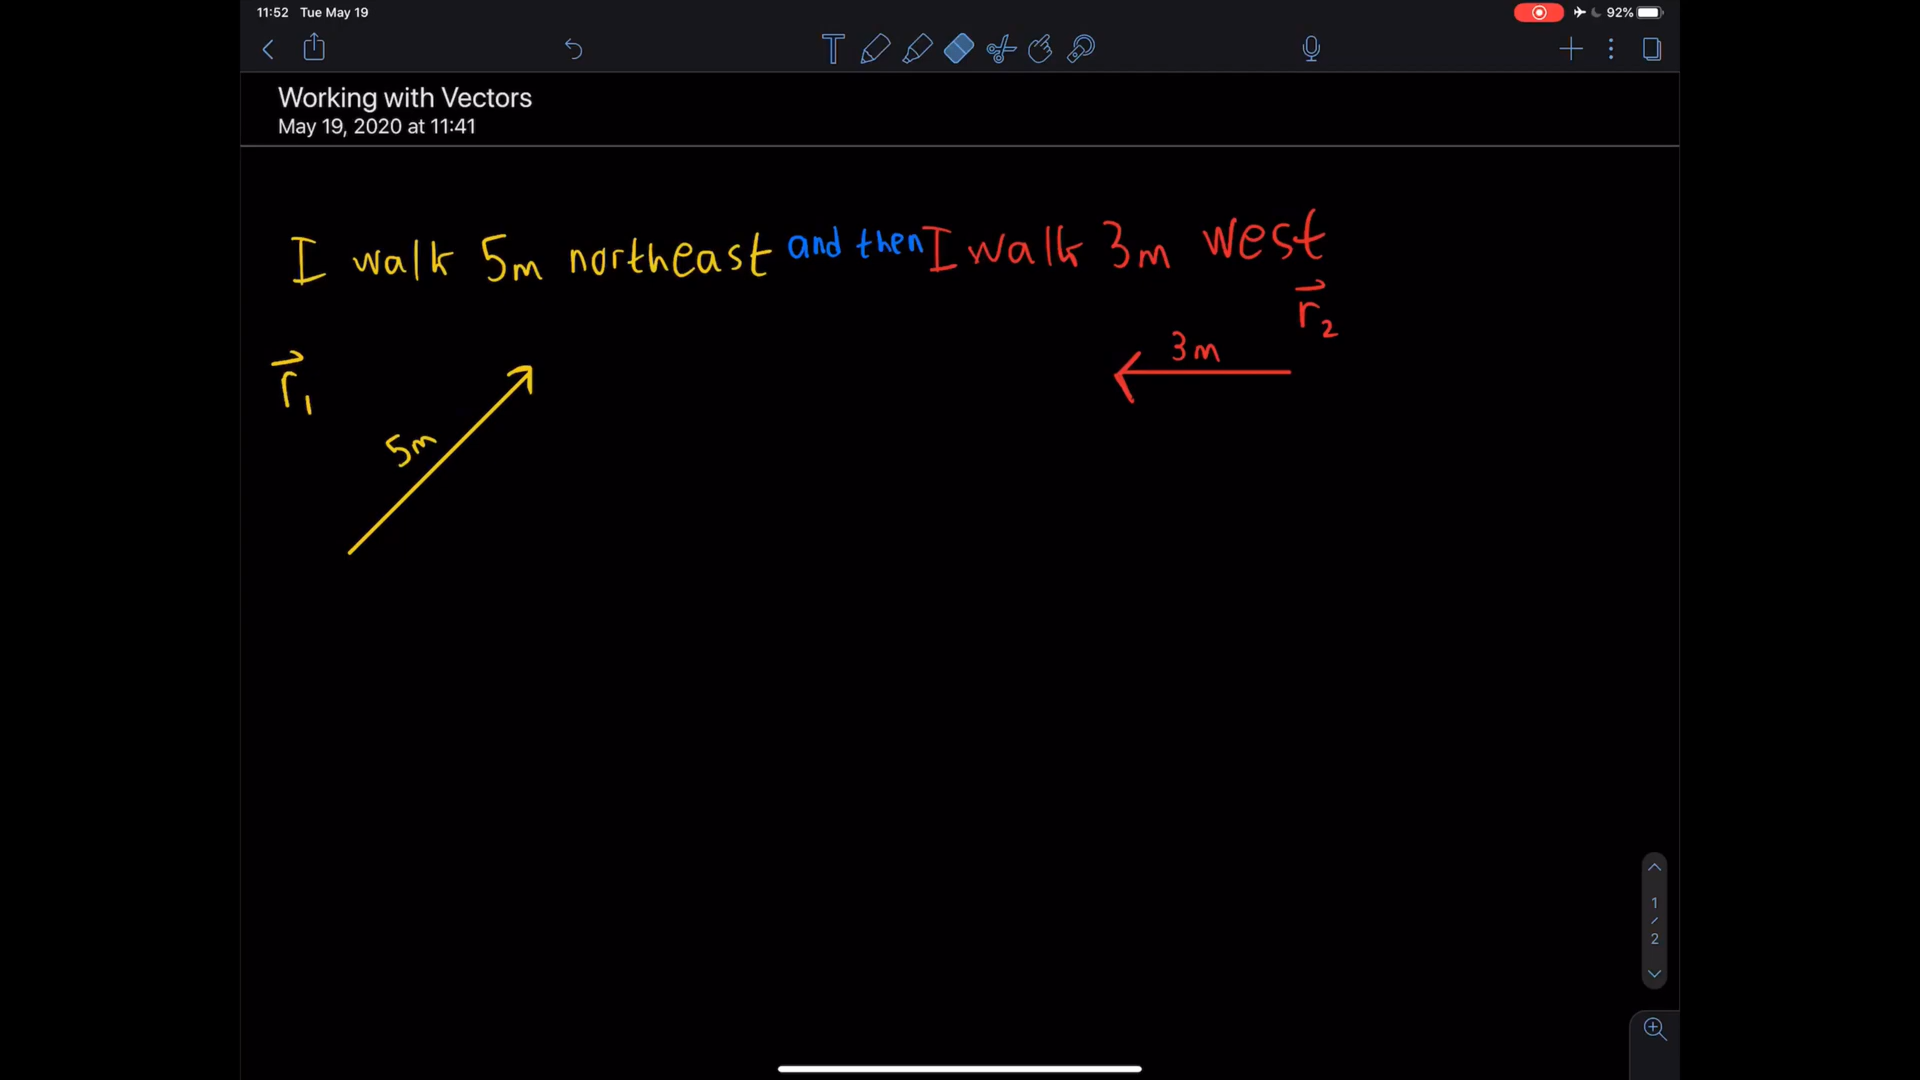 11:52 Tue May 19
92%
Working with Vectors
May 19, 2020 at 11:41
I walk 5m northeast and then I walk 3m west
r⃗₂
3m
r⃗₁
5m
1
/
2